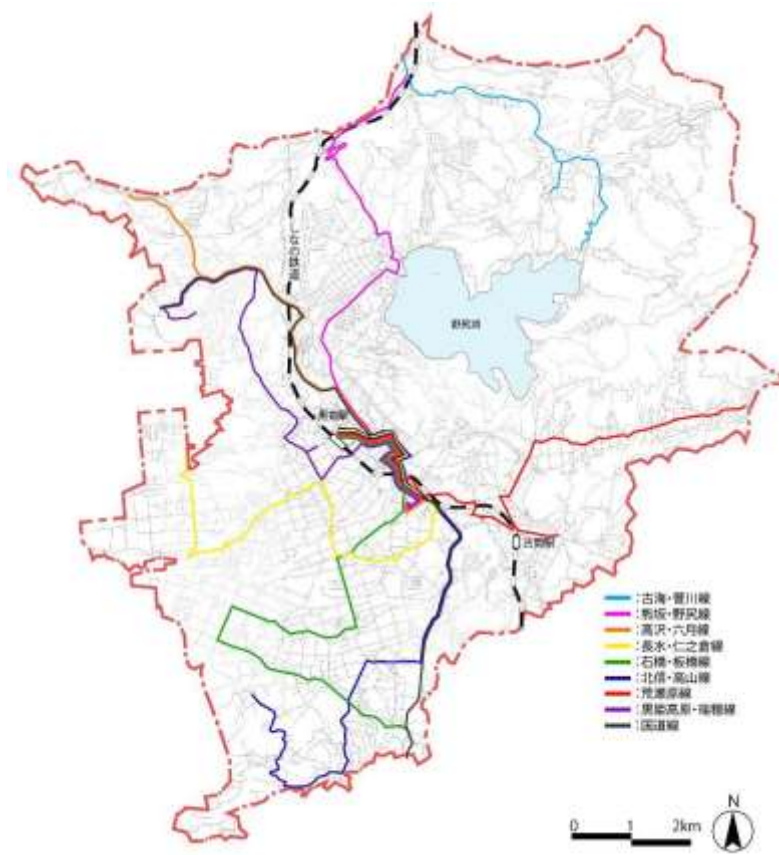 しなの鉄道
野尻湖
黒姫駅
古間駅
:古海・菅川線
:熊坂・野尻線
:高沢・六月線
:長水・仁之倉線
:石橋・板橋線
:北信・高山線
:荒瀬原線
:黒姫高原・瑞穂線
:国道線
0 1 2km
N